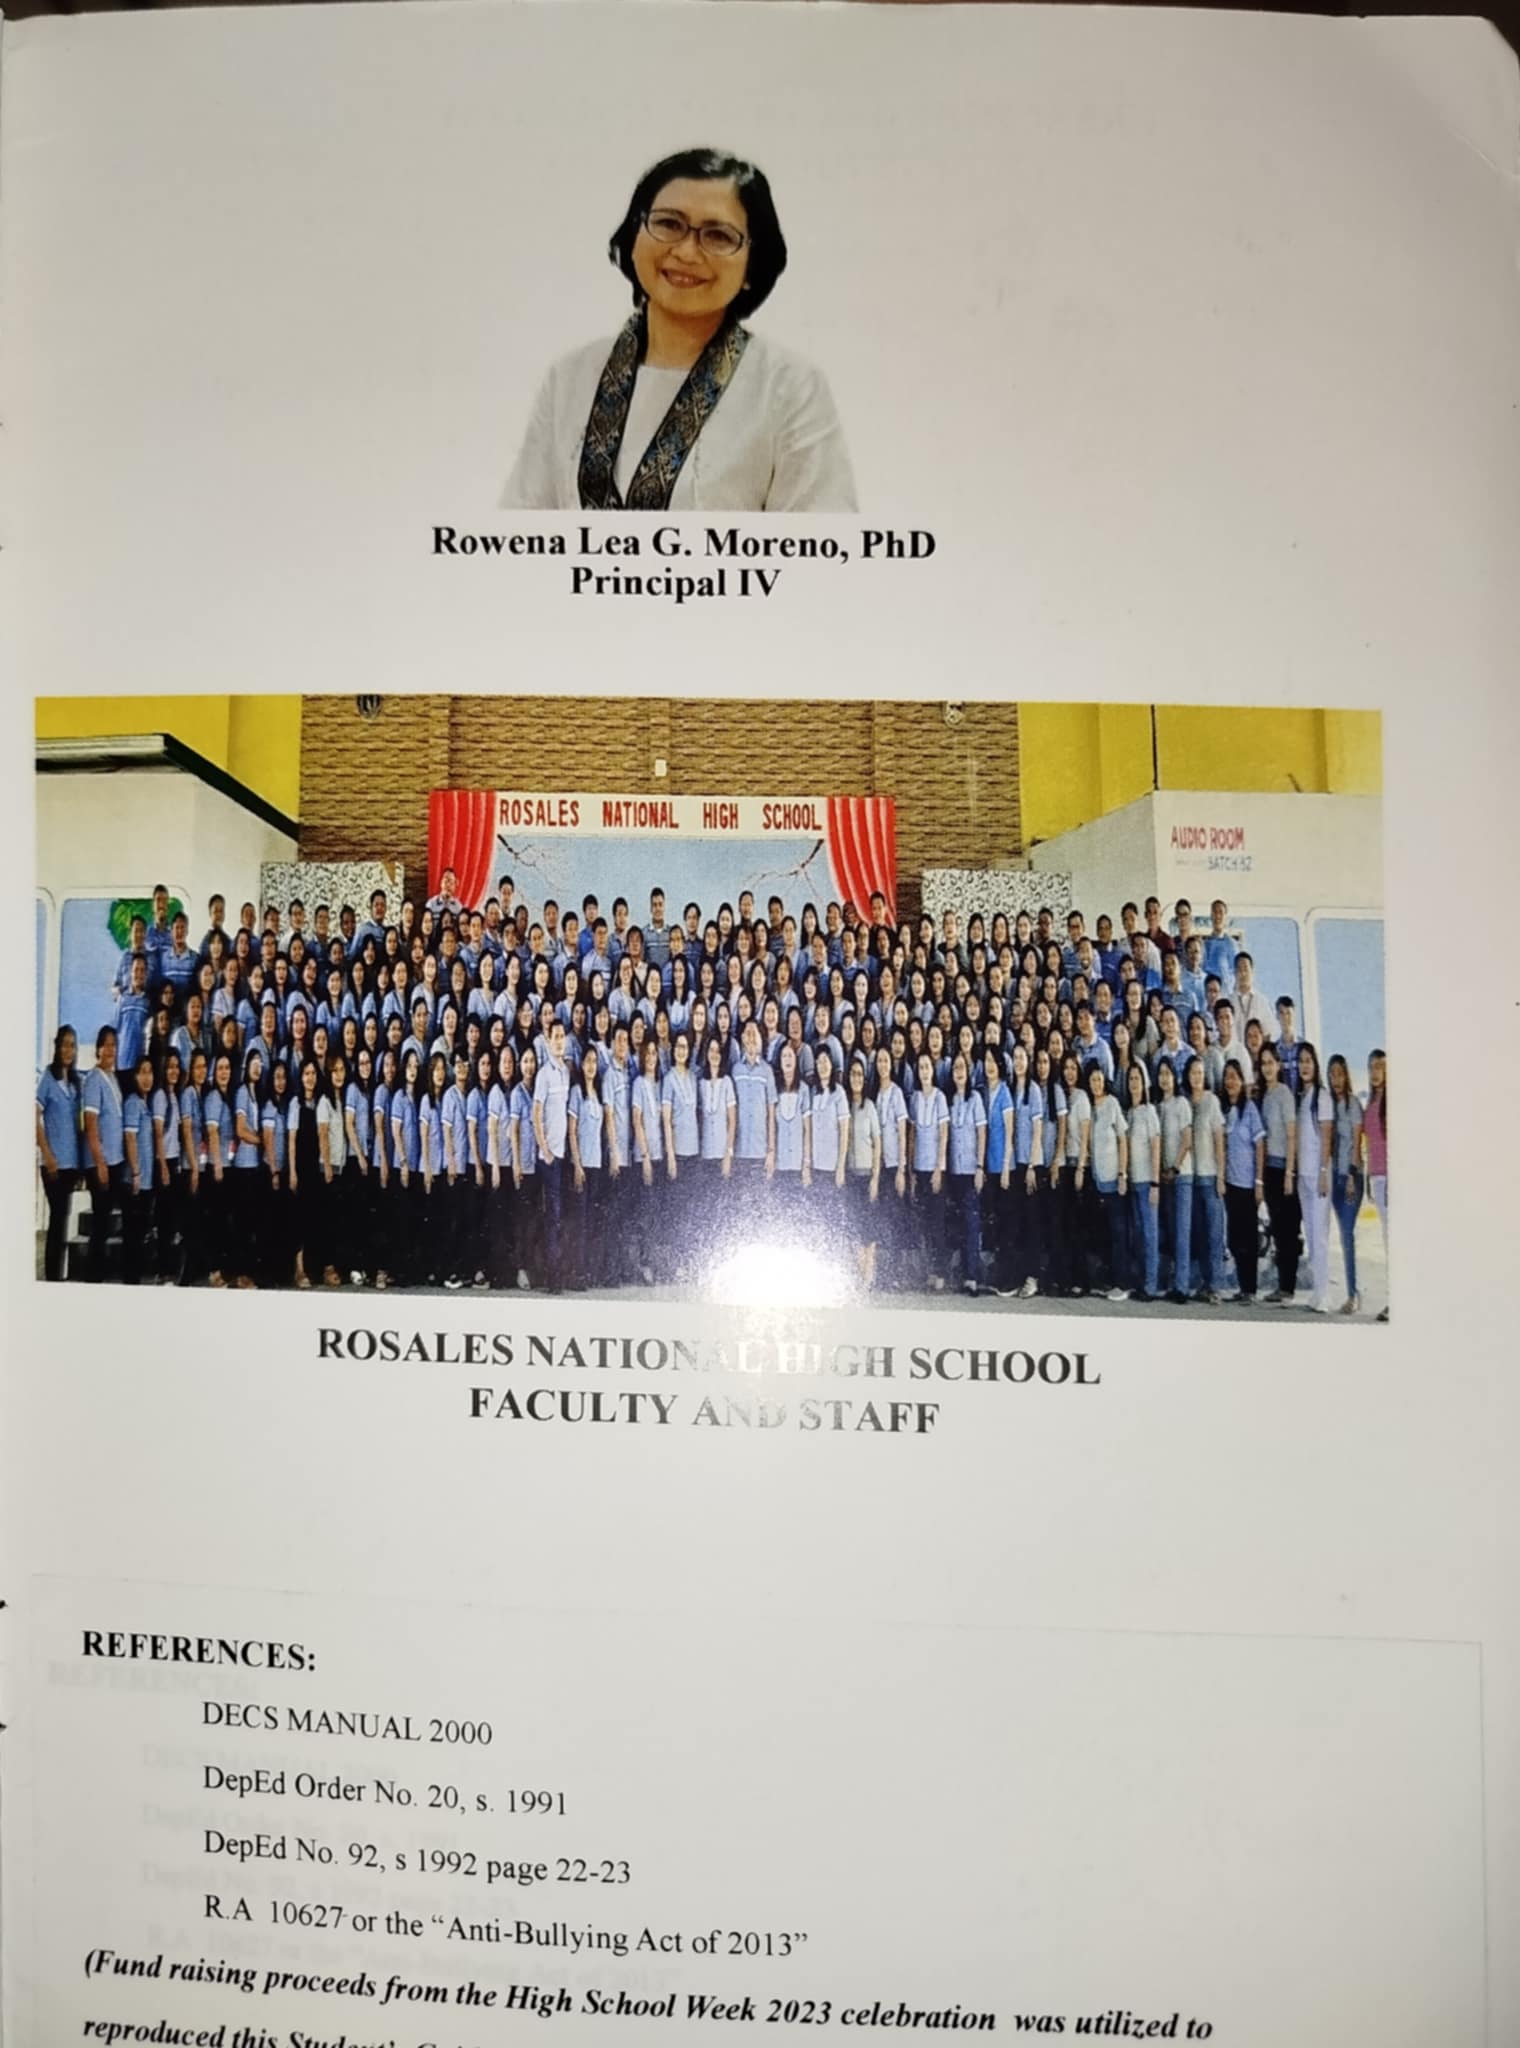 Rowena Lea G. Moreno, PhD
Principal IV
ROSALES NATIONAL HIGH SCHOOL
AUDIO ROOM
BATCH 82
ROSALES NATIONAL HIGH SCHOOL
FACULTY AND STAFF
REFERENCES:
DECS MANUAL 2000
DepEd Order No. 20, s. 1991
DepEd No. 92, s 1992 page 22-23
R.A 10627 or the “Anti-Bullying Act of 2013”
(Fund raising proceeds from the High School Week 2023 celebration was utilized to
reproduced this